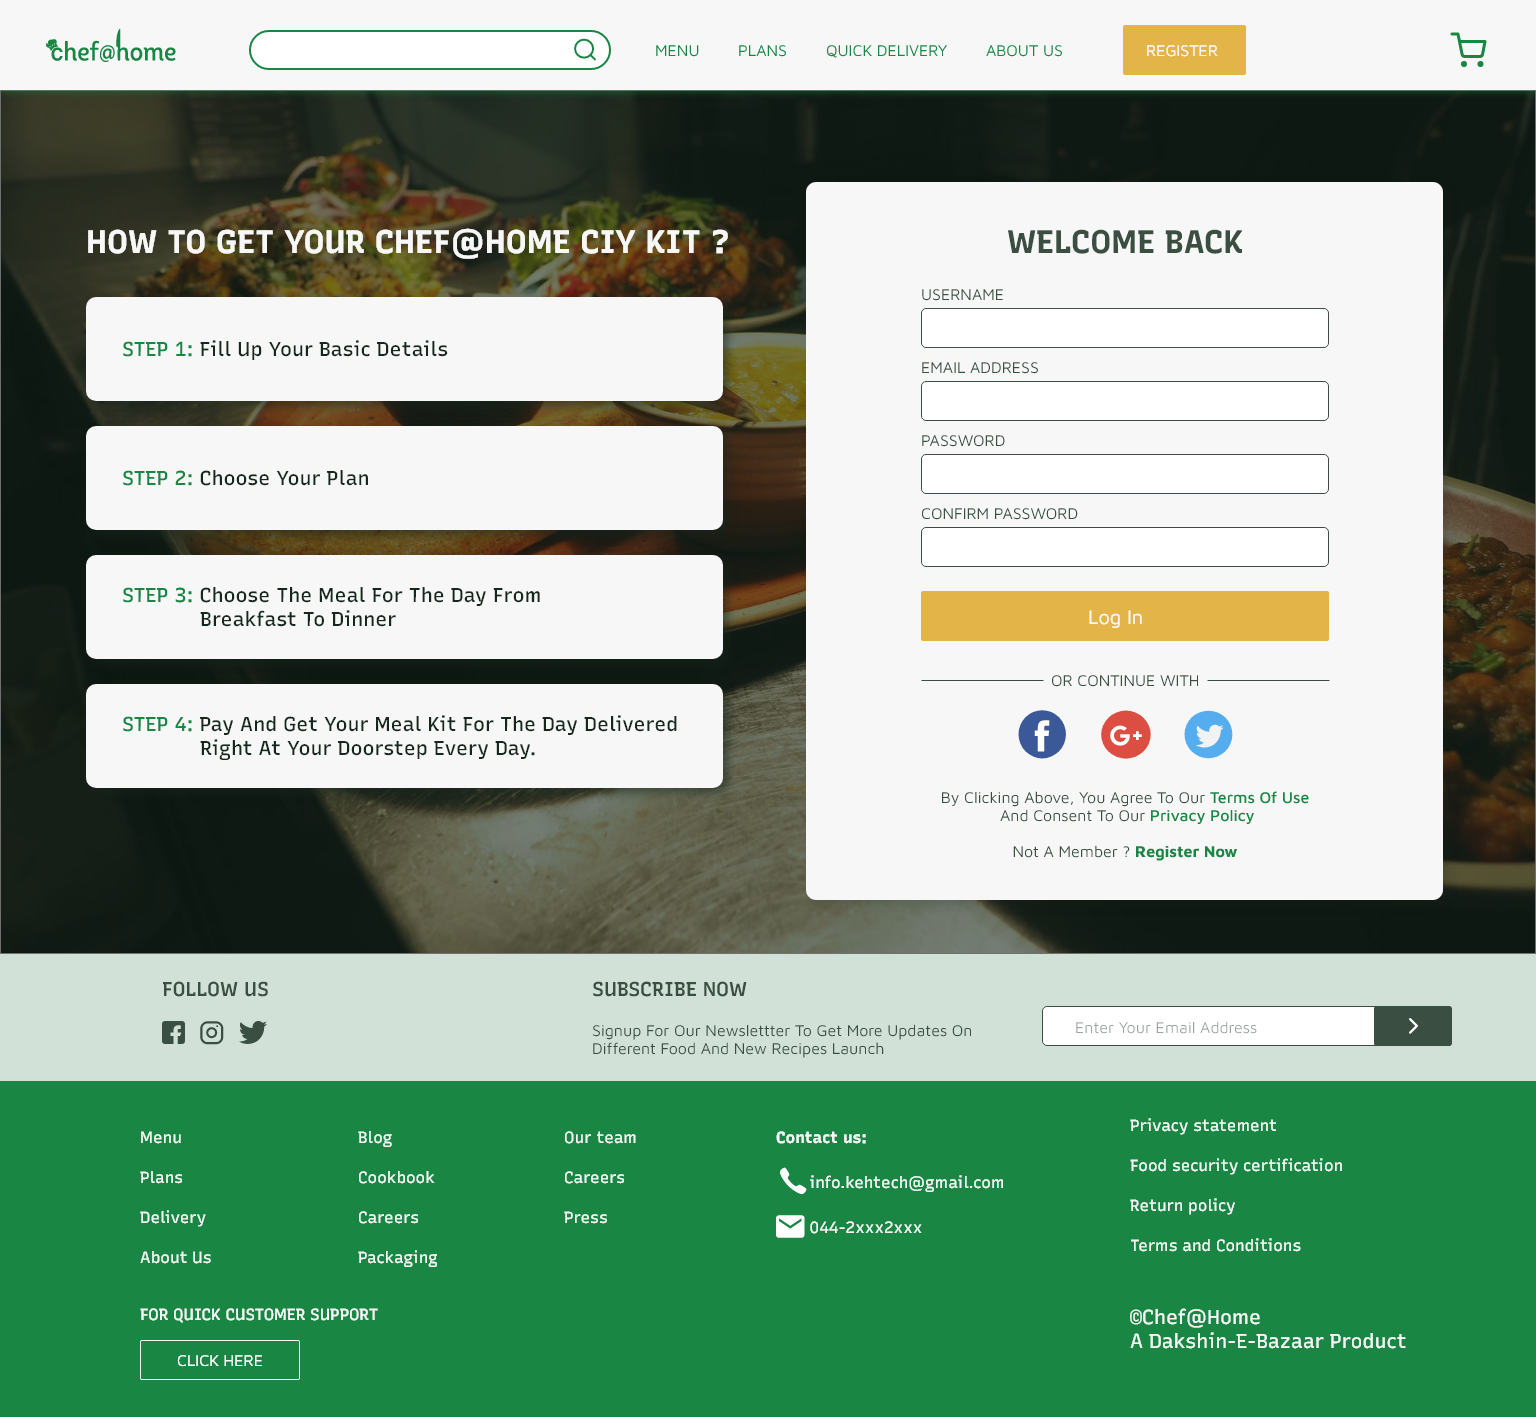 chef@home
MENU
PLANS
QUICK DELIVERY
ABOUT US
REGISTER
HOW TO GET YOUR CHEF@HOME CIY KIT ?
STEP 1: Fill Up Your Basic Details
STEP 2: Choose Your Plan
STEP 3: Choose The Meal For The Day From
Breakfast To Dinner
STEP 4: Pay And Get Your Meal Kit For The Day Delivered
Right At Your Doorstep Every Day.
WELCOME BACK
USERNAME
EMAIL ADDRESS
PASSWORD
CONFIRM PASSWORD
Log In
OR CONTINUE WITH
f
G+
By Clicking Above, You Agree To Our Terms Of Use
And Consent To Our Privacy Policy
Not A Member ? Register Now
FOLLOW US
SUBSCRIBE NOW
Signup For Our Newslettter To Get More Updates On
Different Food And New Recipes Launch
Enter Your Email Address
Menu
Plans
Delivery
About Us
Blog
Cookbook
Careers
Packaging
Our team
Careers
Press
Contact us:
info.kehtech@gmail.com
044-2xxx2xxx
Privacy statement
Food security certification
Return policy
Terms and Conditions
FOR QUICK CUSTOMER SUPPORT
CLICK HERE
©Chef@Home
A Dakshin-E-Bazaar Product